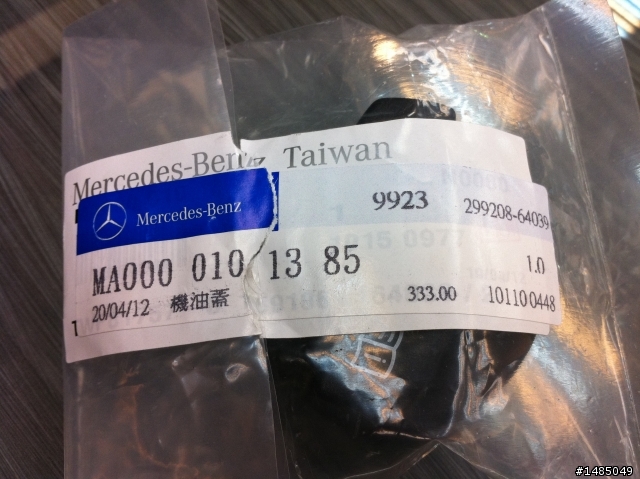 Mercedes-Benz Taiwan
Mercedes-Benz
9923 299208-64039
MA000 010 13 85 1.0
20/04/12 機油蓋 333.00 101100448
#1485049